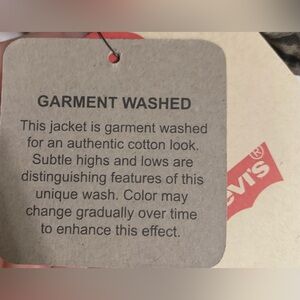 GARMENT WASHED
This jacket is garment washed
for an authentic cotton look.
Subtle highs and lows are
distinguishing features of this
unique wash. Color may
change gradually over time
to enhance this effect.
evi's®